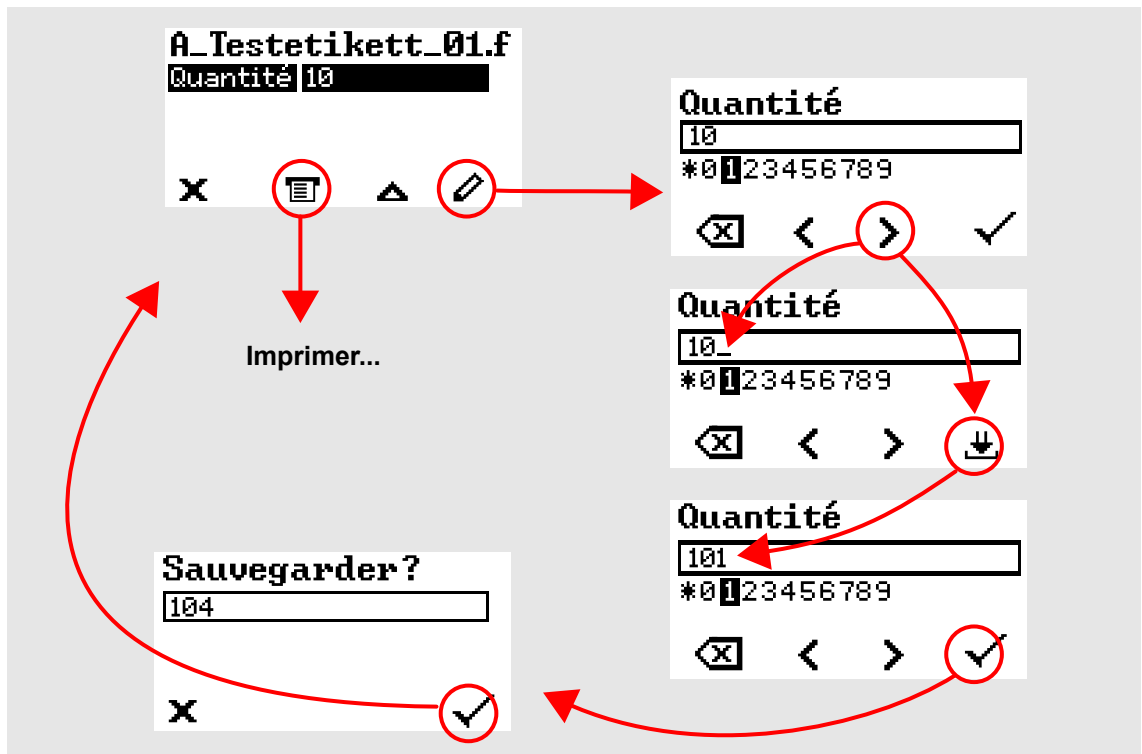 A_Testetikett_01.f
Quantité 10
Imprimer...
Quantité
10
*0123456789
Quantité
10_
*0123456789
Quantité
101
*0123456789
Sauvegarder?
104